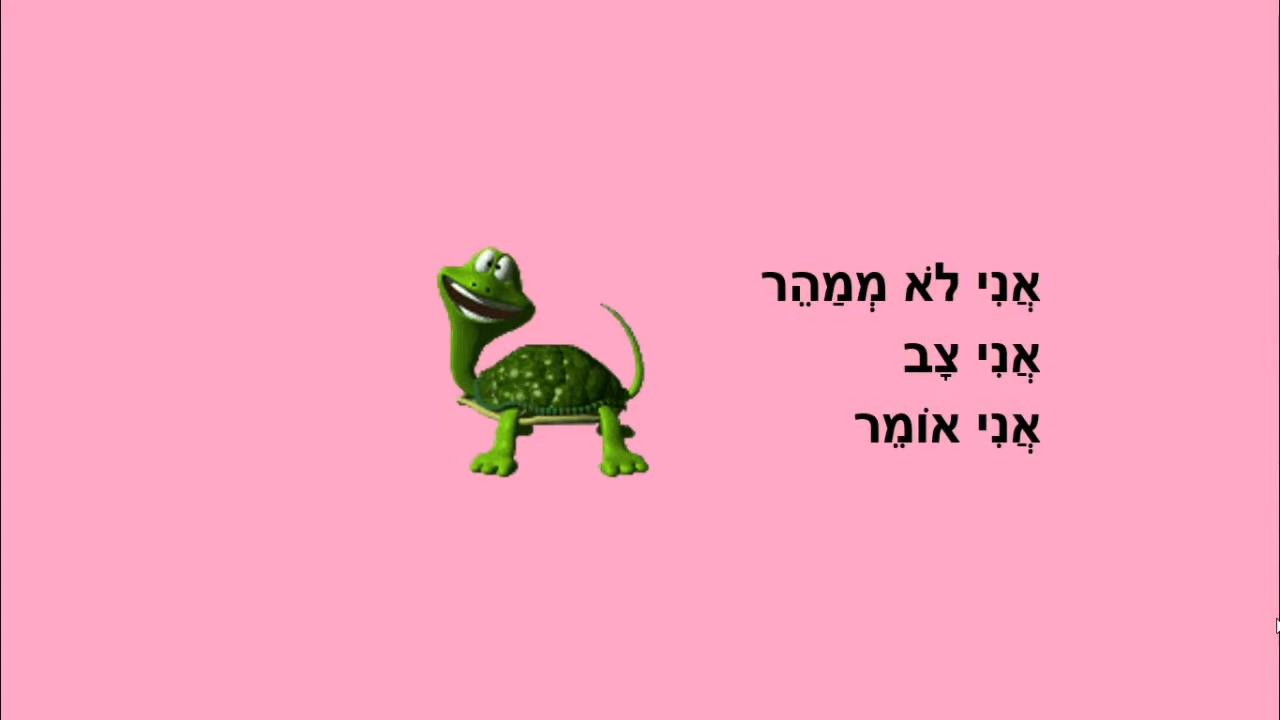 אֲנִי לֹא מְמַהֵר
אֲנִי צָב
אֲנִי אוֹמֵר